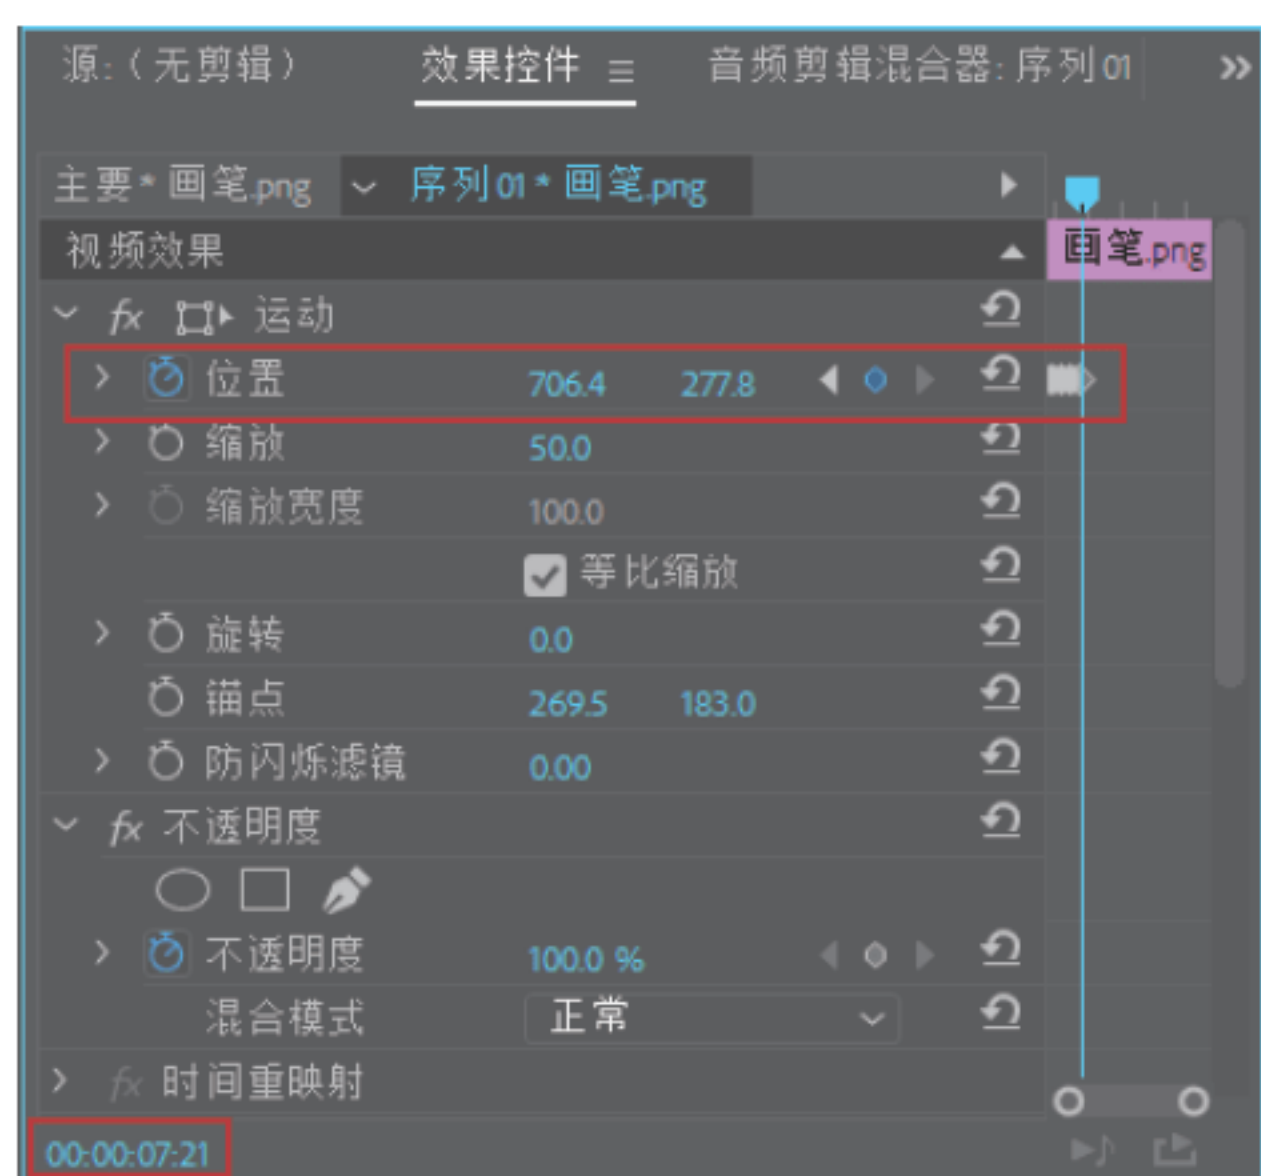 源:（无剪辑） 效果控件 音频剪辑混合器: 序列 01
主要* 画笔.png 序列 01 * 画笔.png
视频效果 画笔.png
fx 运动
位置 706.4 277.8
缩放 50.0
缩放宽度 100.0
等比缩放
旋转 0.0
锚点 269.5 183.0
防闪烁滤镜 0.00
fx 不透明度
不透明度 100.0 %
混合模式 正常
fx 时间重映射
00:00:07:21